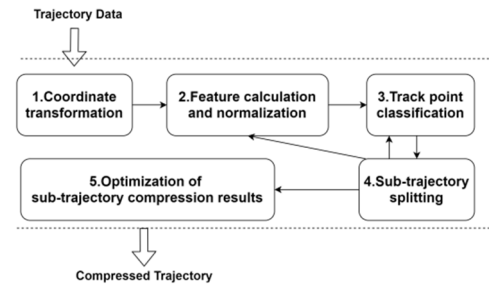 Trajectory Data
1.Coordinate
transformation
2.Feature calculation
and normalization
3.Track point
classification
5.Optimization of
sub-trajectory compression results
4.Sub-trajectory
splitting
Compressed Trajectory